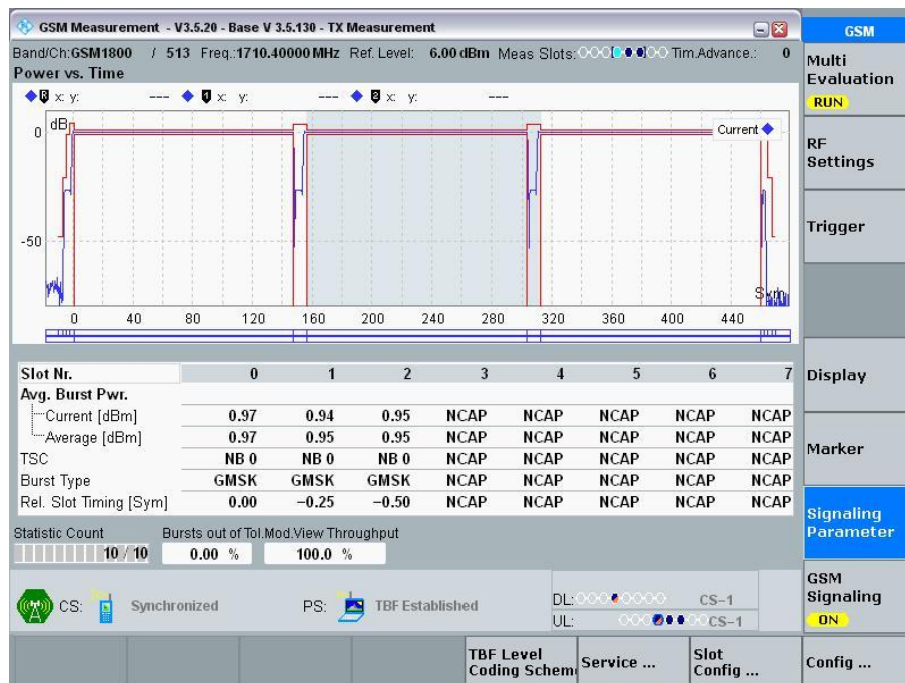 GSM Measurement - V3.5.20 - Base V 3.5.130 - TX Measurement
GSM
Band/Ch:GSM1800 / 513 Freq.:1710.40000 MHz Ref. Level: 6.00 dBm Meas Slots: Tim.Advance.: 0
Power vs. Time
R x: y: --- 1 x: y: --- 2 x: y: ---
dB
Current
0
-50
Sym
0 40 80 120 160 200 240 280 320 360 400 440
Slot Nr. 0 1 2 3 4 5 6 7
Avg. Burst Pwr.
Current [dBm] 0.97 0.94 0.95 NCAP NCAP NCAP NCAP NCAP
Average [dBm] 0.97 0.95 0.95 NCAP NCAP NCAP NCAP NCAP
TSC NB 0 NB 0 NB 0 NCAP NCAP NCAP NCAP NCAP
Burst Type GMSK GMSK GMSK NCAP NCAP NCAP NCAP NCAP
Rel. Slot Timing [Sym] 0.00 -0.25 -0.50 NCAP NCAP NCAP NCAP NCAP
Statistic Count Bursts out of Tol. Mod.View Throughput
10 / 10 0.00 % 100.0 %
CS: Synchronized PS: TBF Established
DL: CS-1
UL: CS-1
Multi
Evaluation
RUN
RF
Settings
Trigger
Display
Marker
Signaling
Parameter
GSM
Signaling
ON
TBF Level
Coding Schem
Service ...
Slot
Config ...
Config ...